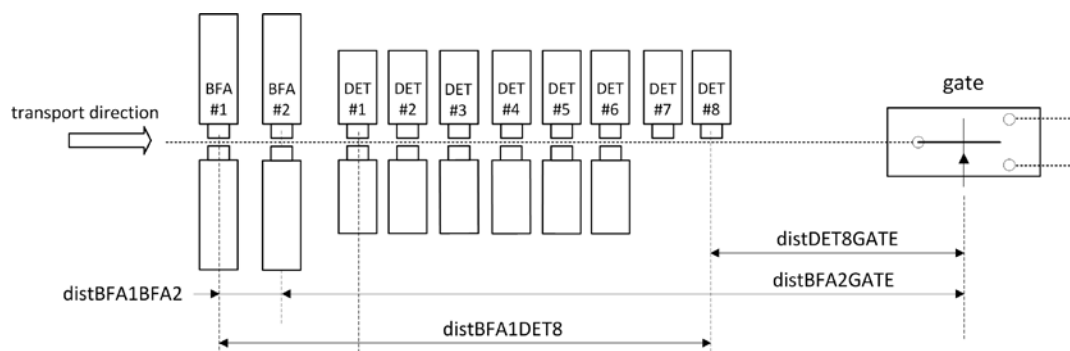 gate
BFA
#1
BFA
#2
DET
#1
DET
#2
DET
#3
DET
#4
DET
#5
DET
#6
DET
#7
DET
#8
transport direction
distDET8GATE
distBFA1BFA2
distBFA2GATE
distBFA1DET8